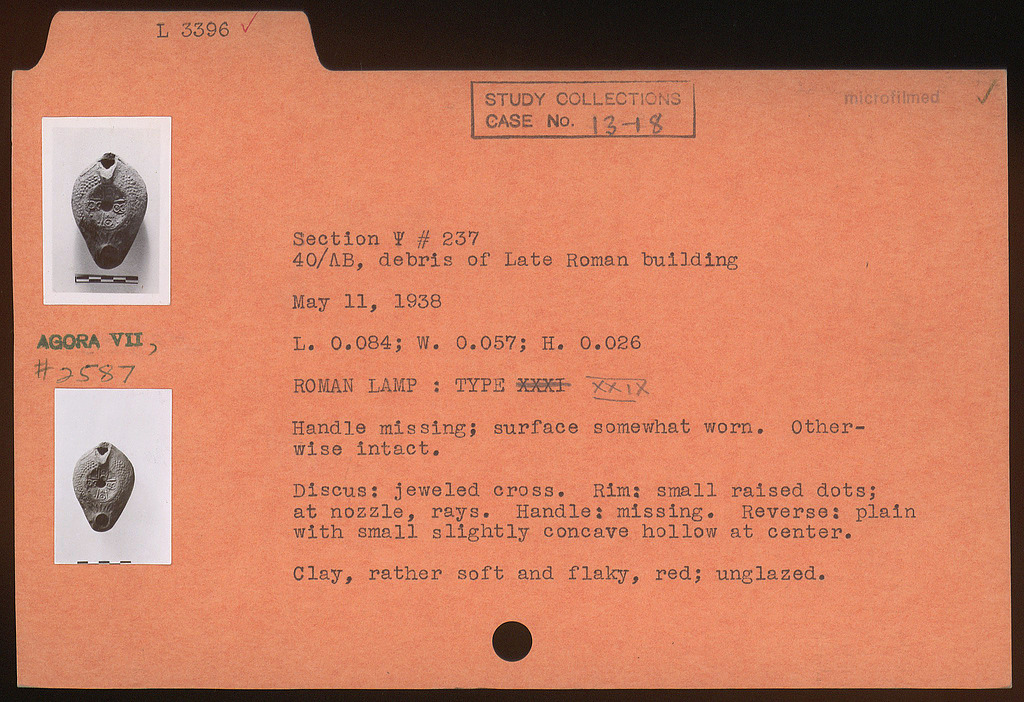 L 3396 ✓
STUDY COLLECTIONS
CASE No. 13-18
microfilmed ✓
AGORA VII,
#2587
Section Ψ # 237
40/ΛΒ, debris of Late Roman building
May 11, 1938
L. 0.084; W. 0.057; H. 0.026
ROMAN LAMP : TYPE XXXI XXIX
Handle missing; surface somewhat worn. Other-
wise intact.
Discus: jeweled cross. Rim: small raised dots;
at nozzle, rays. Handle: missing. Reverse: plain
with small slightly concave hollow at center.
Clay, rather soft and flaky, red; unglazed.